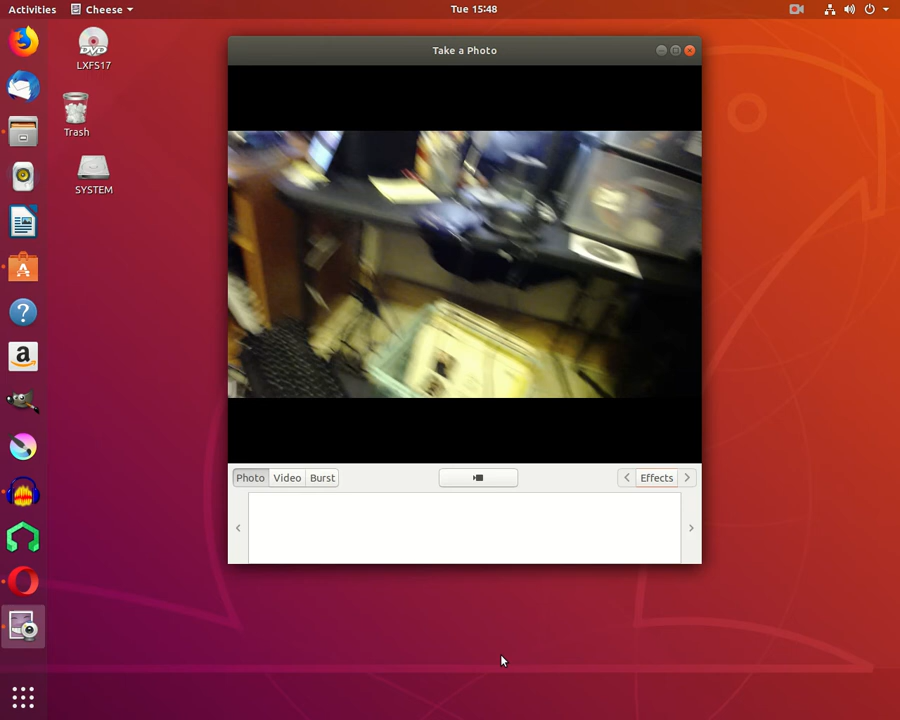 Activities Cheese Tue 15:48
LXFS17
Trash
SYSTEM
Take a Photo
Photo Video Burst Effects